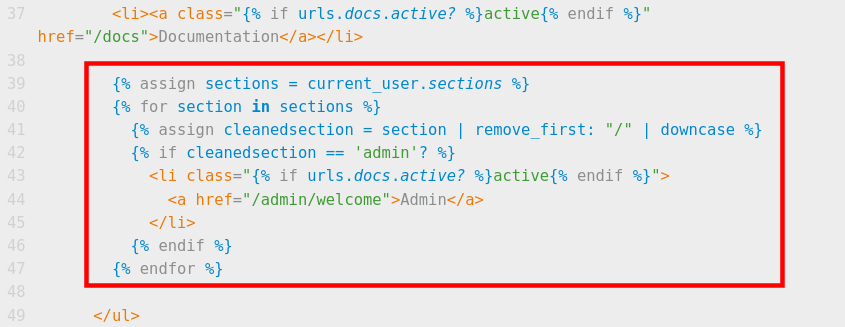 37 <li><a class="{% if urls.docs.active? %}active{% endif %}"
href="/docs">Documentation</a></li>
38
39 {% assign sections = current_user.sections %}
40 {% for section in sections %}
41 {% assign cleanedsection = section | remove_first: "/" | downcase %}
42 {% if cleanedsection == 'admin'? %}
43 <li class="{% if urls.docs.active? %}active{% endif %}">
44 <a href="/admin/welcome">Admin</a>
45 </li>
46 {% endif %}
47 {% endfor %}
48
49 </ul>